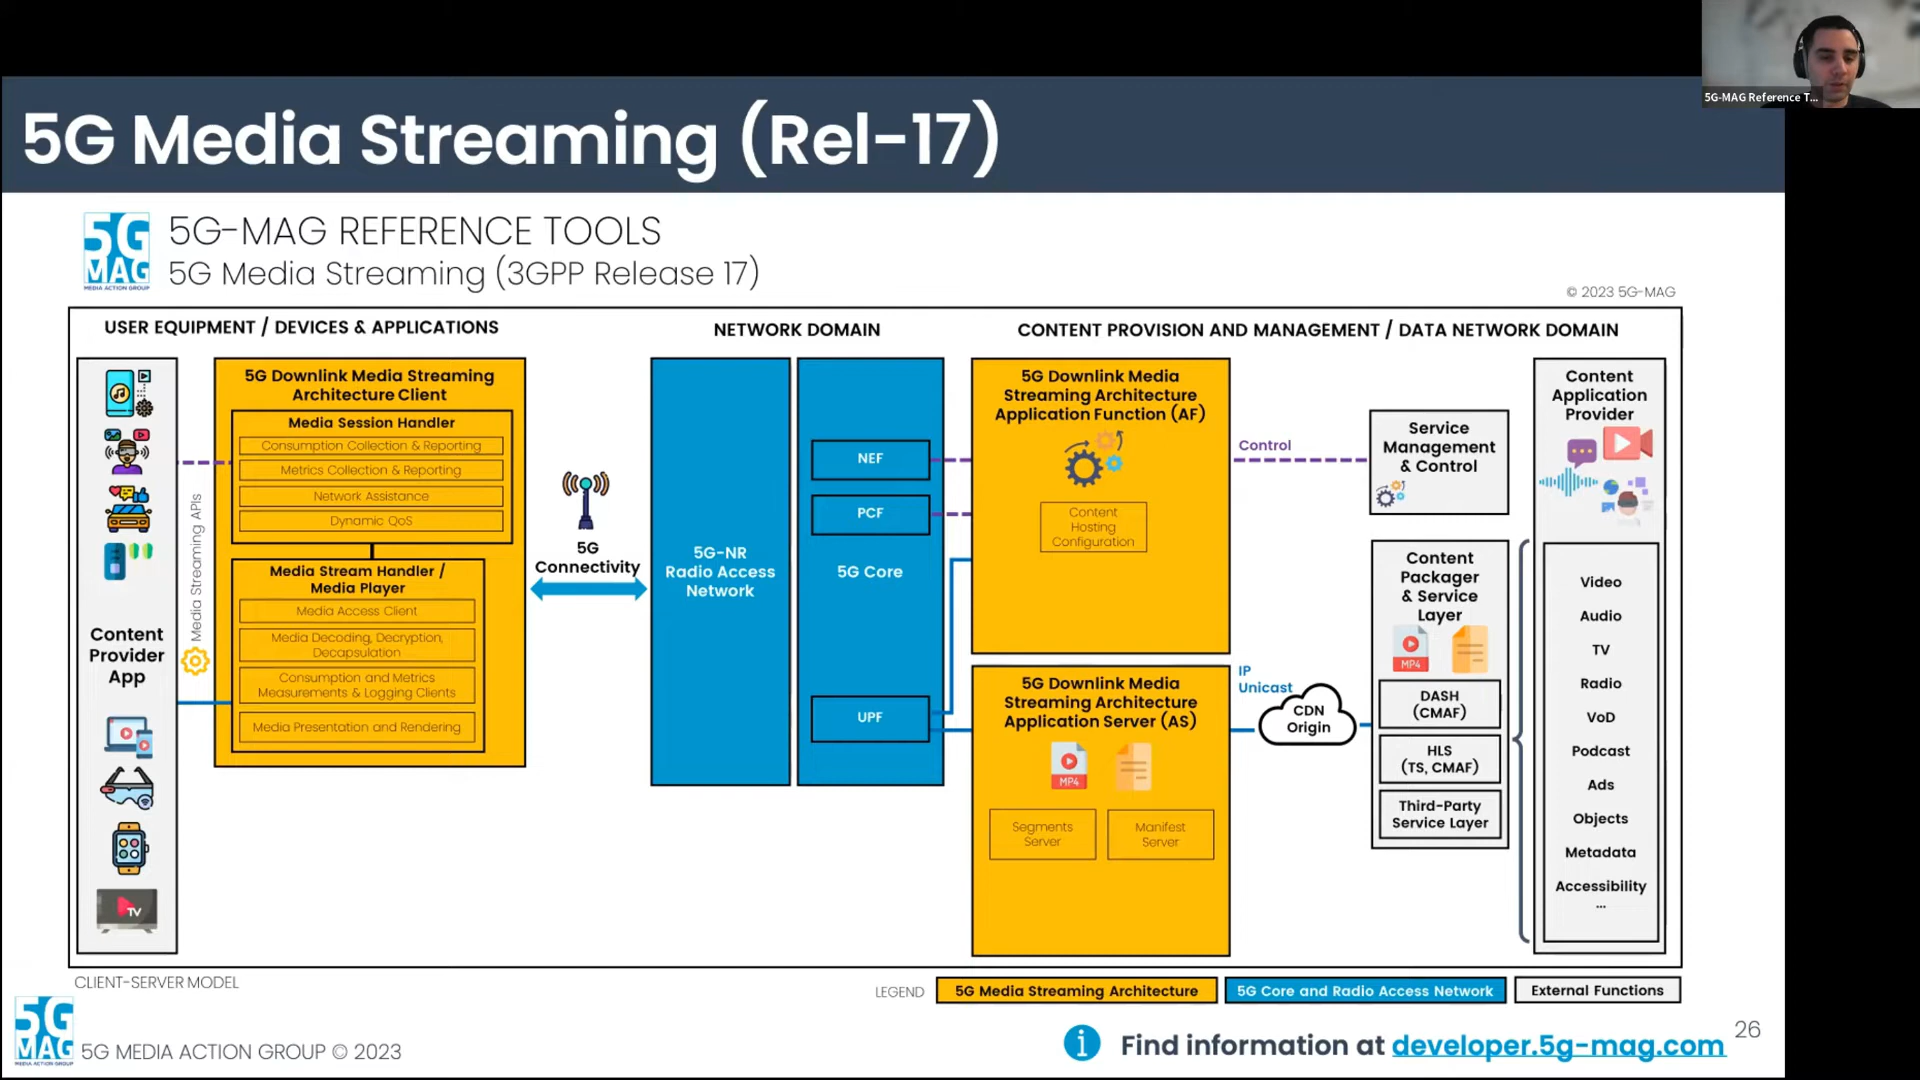 5G-MAG Reference T...
5G Media Streaming (Rel-17)
5G
MAG
MEDIA ACTION GROUP
5G-MAG REFERENCE TOOLS
5G Media Streaming (3GPP Release 17)
© 2023 5G-MAG
USER EQUIPMENT / DEVICES & APPLICATIONS
NETWORK DOMAIN
CONTENT PROVISION AND MANAGEMENT / DATA NETWORK DOMAIN
Content
Provider
App
TV
Media Streaming APIs
5G Downlink Media Streaming
Architecture Client
Media Session Handler
Consumption Collection & Reporting
Metrics Collection & Reporting
Network Assistance
Dynamic QoS
Media Stream Handler /
Media Player
Media Access Client
Media Decoding, Decryption,
Decapsulation
Consumption and Metrics
Measurements & Logging Clients
Media Presentation and Rendering
5G
Connectivity
5G-NR
Radio Access
Network
NEF
PCF
5G Core
UPF
5G Downlink Media
Streaming Architecture
Application Function (AF)
Content
Hosting
Configuration
5G Downlink Media
Streaming Architecture
Application Server (AS)
MP4
Segments
Server
Manifest
Server
Control
IP
Unicast
CDN
Origin
Service
Management
& Control
Content
Packager
& Service
Layer
MP4
DASH
(CMAF)
HLS
(TS, CMAF)
Third-Party
Service Layer
Content
Application
Provider
Video
Audio
TV
Radio
VoD
Podcast
Ads
Objects
Metadata
Accessibility
...
CLIENT-SERVER MODEL
LEGEND
5G Media Streaming Architecture
5G Core and Radio Access Network
External Functions
5G
MAG
5G MEDIA ACTION GROUP © 2023
i
Find information at developer.5g-mag.com
26